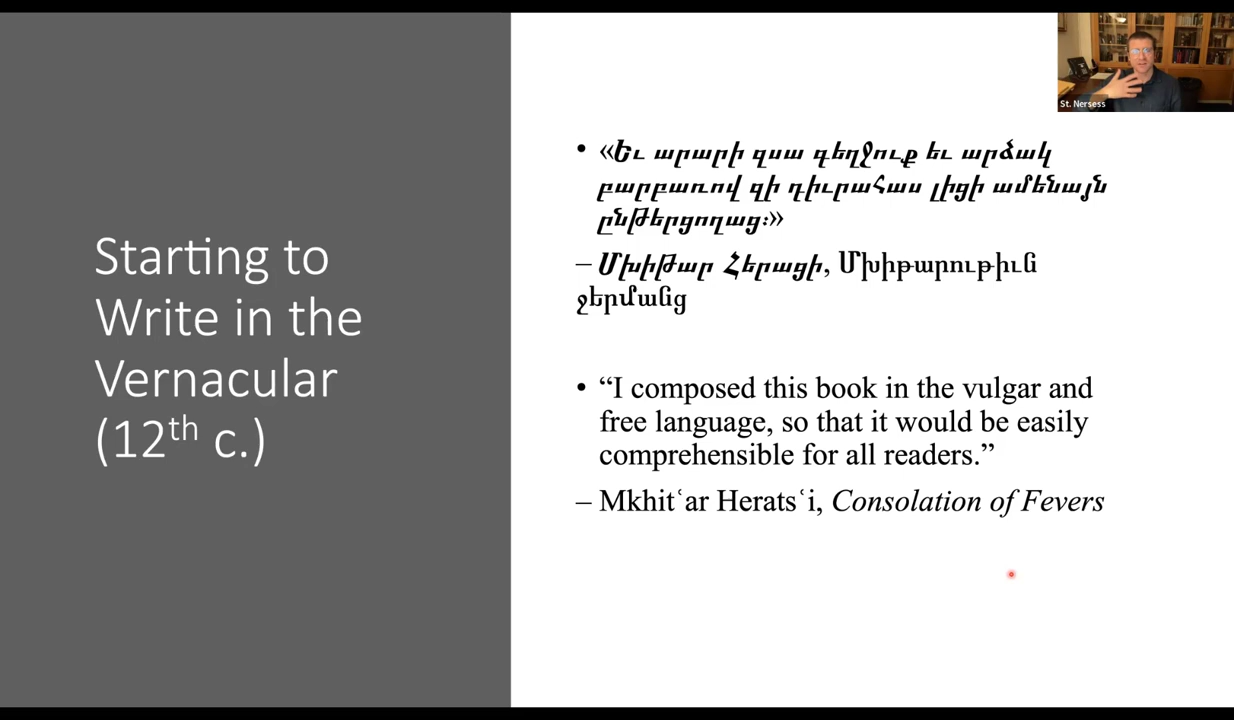 Starting to
Write in the
Vernacular
(12th c.)
• «Եւ արարի զսա գեղջուք եւ արձակ
բարբառով զի դիւրահաս լիցի ամենայն
ընթերցողաց։»
– Մխիթար Հերացի, Մխիթարութիւն
ջերմանց
• “I composed this book in the vulgar and
free language, so that it would be easily
comprehensible for all readers.”
– Mkhitʿar Heratsʿi, Consolation of Fevers
St. Nersess